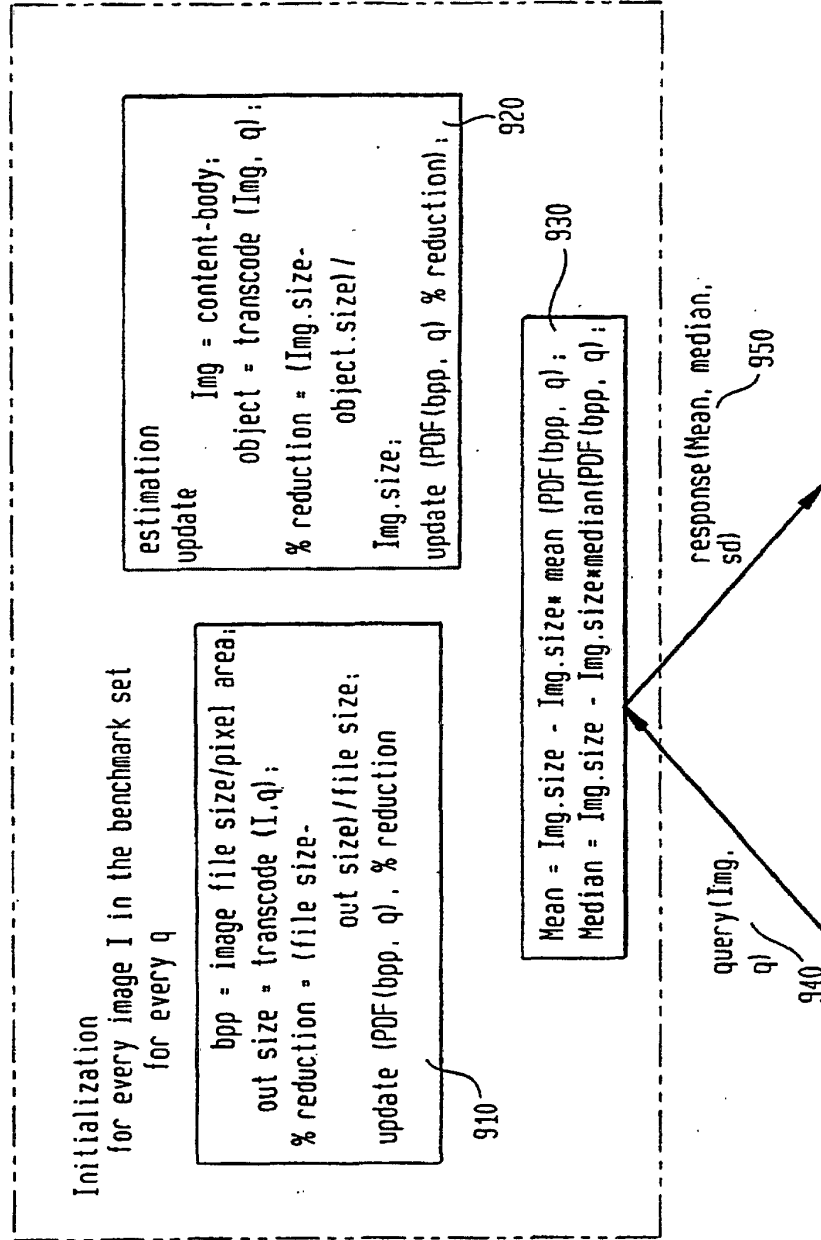 Initialization
for every image I in the benchmark set
for every q
bpp = image file size/pixel area;
out size = transcode (I,q);
% reduction = (file size-
out size)/file size;
update (PDF(bpp, q), % reduction
910
estimation
update
Img = content-body;
object = transcode (Img, q);
% reduction = (Img.size-
object.size)/
Img.size;
update (PDF(bpp, q) % reduction);
920
Mean = Img.size - Img.size* mean (PDF(bpp, q);
Median = Img.size - Img.size*median(PDF(bpp, q);
930
query(Img,
q)
940
response(Mean, median,
sd)
950